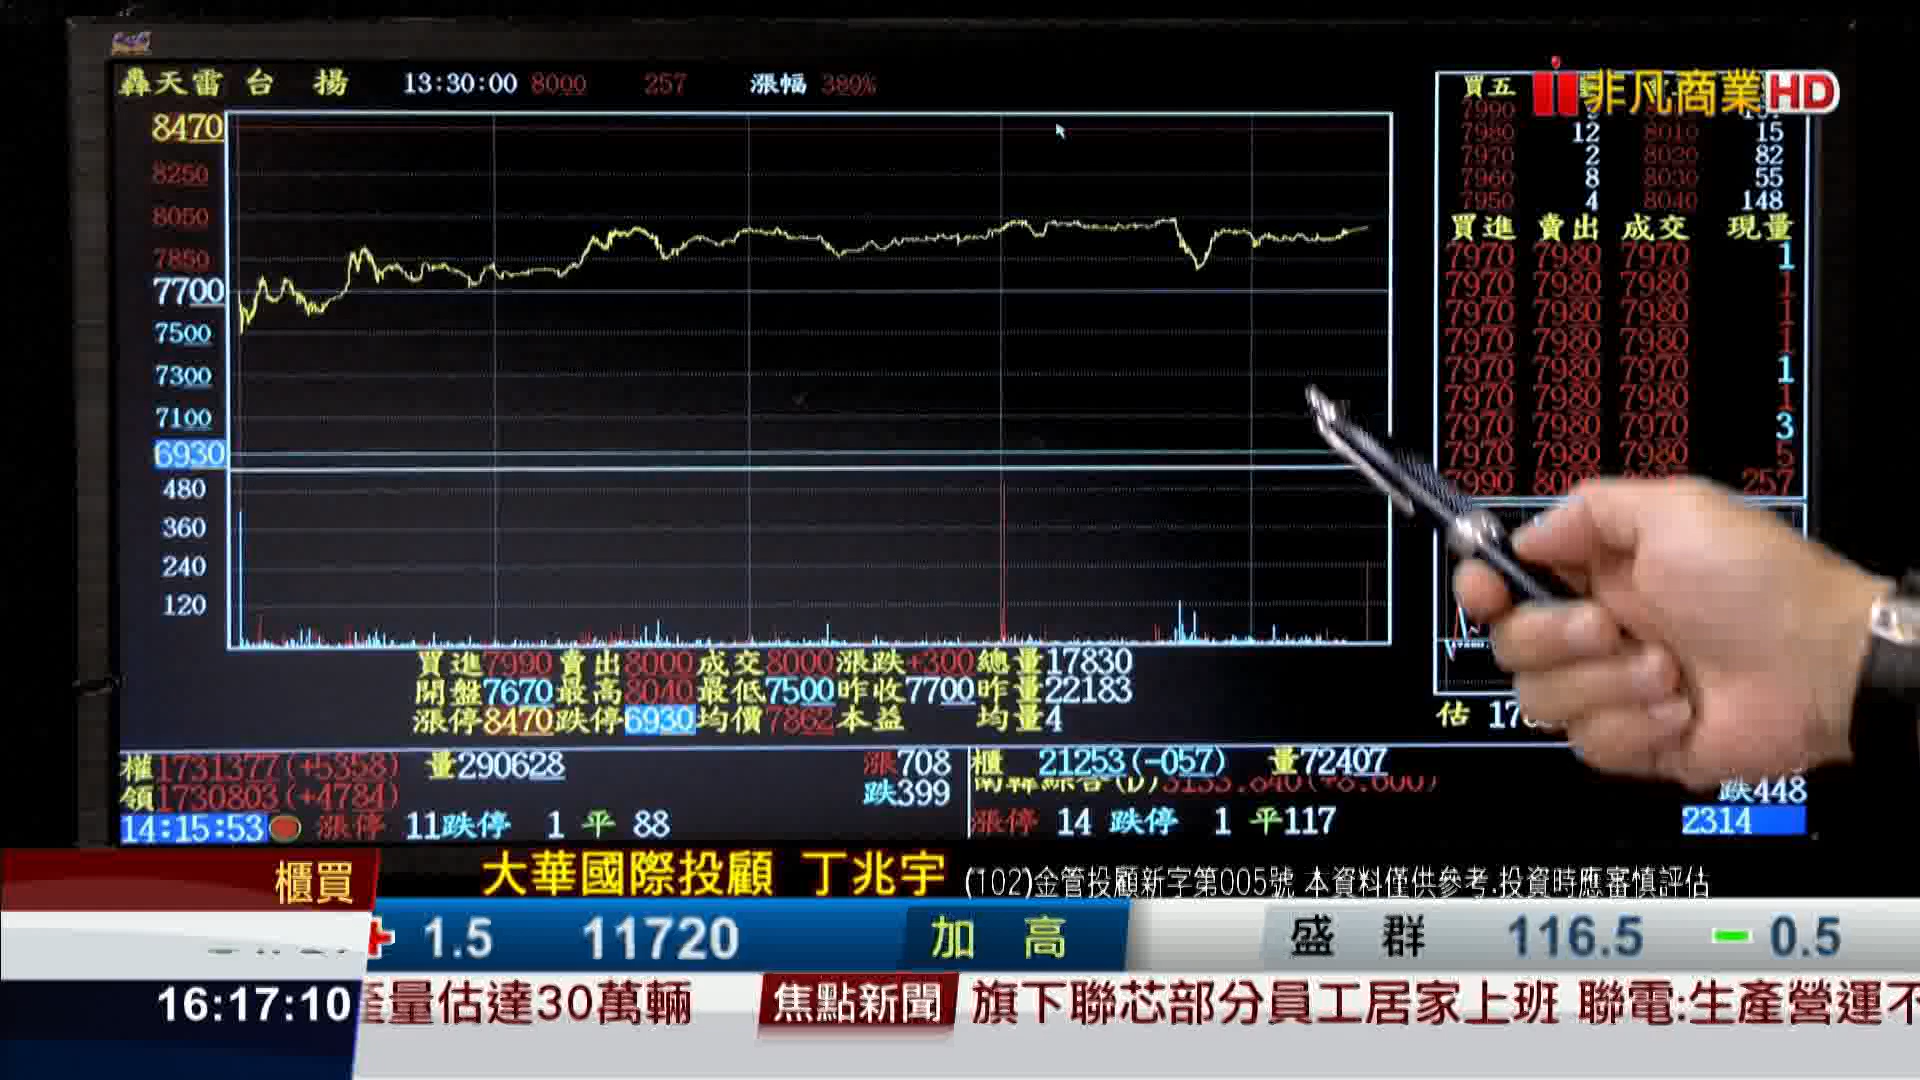 轟天雷 台揚 13:30:00 8000 257 漲幅 380%
非凡商業HD
8470
8250
8050
7850
7700
7500
7300
7100
6930
480
360
240
120
買五
7990
7980 12 8010 15
7970 2 8020 82
7960 8 8030 55
7950 4 8040 148
買進 賣出 成交 現量
7970 7980 7970 1
7970 7980 7980 1
7970 7980 7980 1
7970 7980 7980 1
7970 7980 7970 1
7970 7980 7980 1
7970 7980 7970 3
7970 7980 7980 5
7990 257
買進7990賣出8000成交8000漲跌+300總量17830
開盤7670最高8040最低7500昨收7700昨量22183
漲停8470跌停6930均價7862本益 均量4
估
權1731377(+5358) 量290628 漲708
領1730803(+4784) 跌399
14:15:53 漲停 11跌停 1 平 88
櫃 21253(-057) 量72407
跌448
漲停 14 跌停 1 平117
2314
櫃買
大華國際投顧 丁兆宇 (102)金管投顧新字第005號 本資料僅供參考.投資時應審慎評估
1.5 11720 加高 盛群 116.5 0.5
16:17:10 產量估達30萬輛 焦點新聞 旗下聯芯部分員工居家上班 聯電:生產營運不